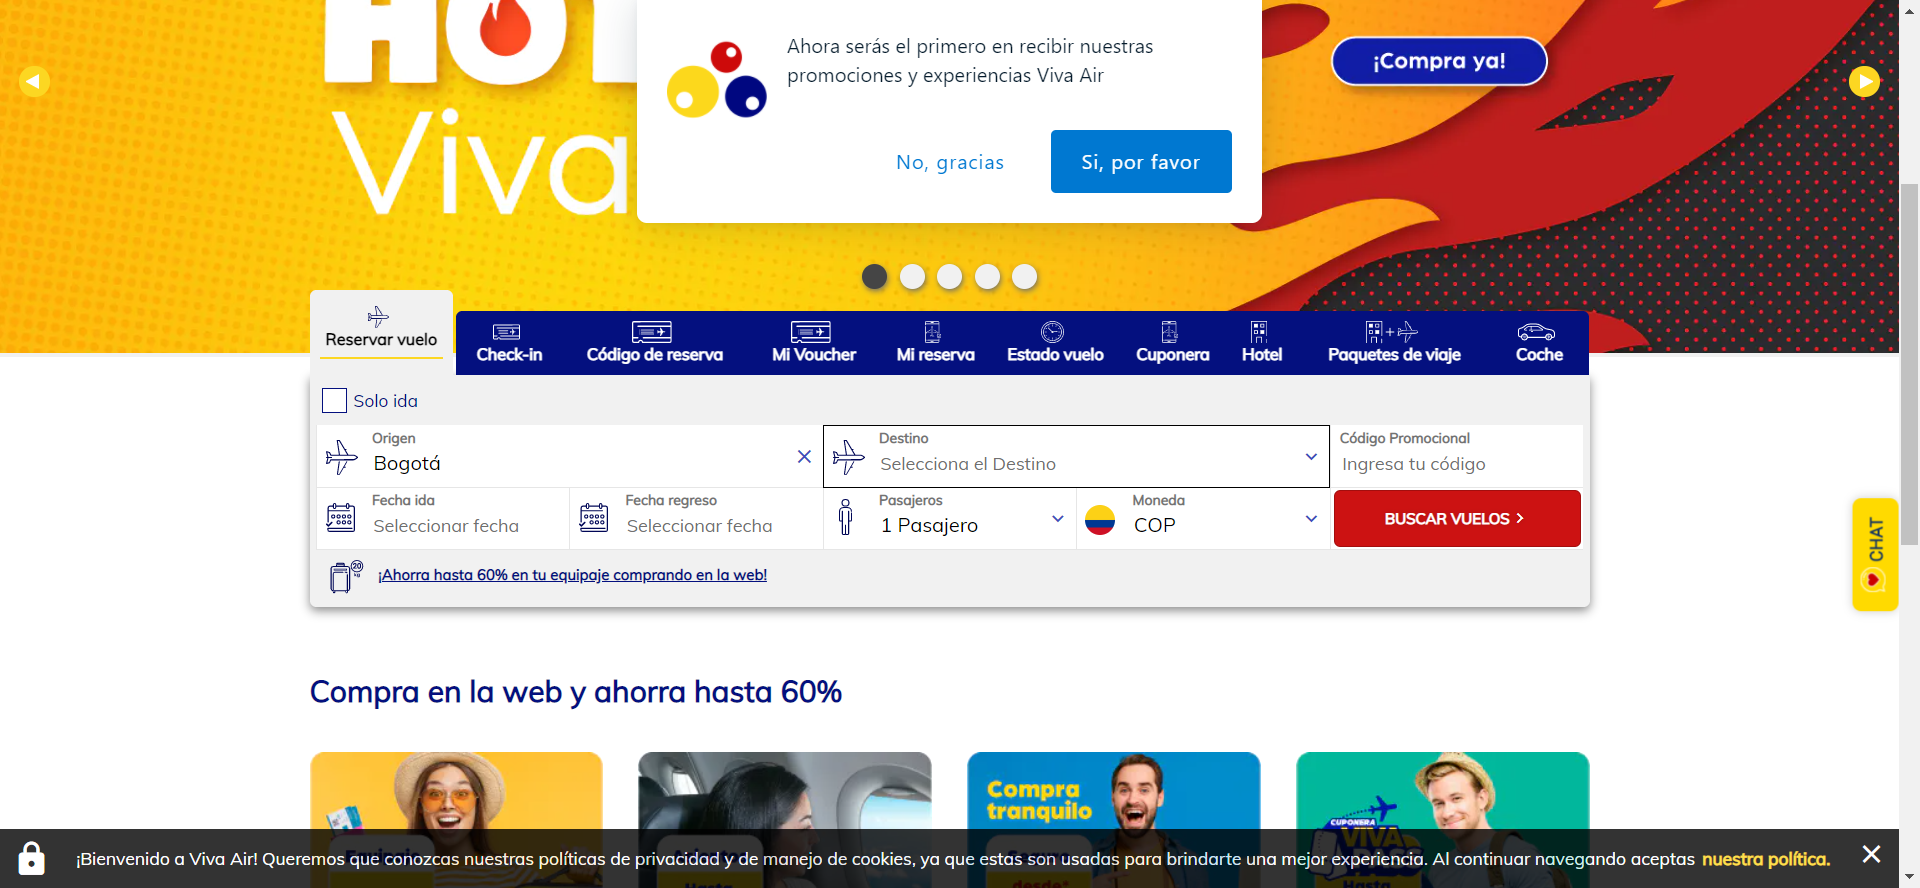 HOT
Viva
Ahora serás el primero en recibir nuestras
promociones y experiencias Viva Air
No, gracias
Si, por favor
¡Compra ya!
Reservar vuelo
Check-in
Código de reserva
Mi Voucher
Mi reserva
Estado vuelo
Cuponera
Hotel
Paquetes de viaje
Coche
Solo ida
Origen
Bogotá
Destino
Selecciona el Destino
Código Promocional
Ingresa tu código
Fecha ida
Seleccionar fecha
Fecha regreso
Seleccionar fecha
Pasajeros
1 Pasajero
Moneda
COP
BUSCAR VUELOS
20
kg
¡Ahorra hasta 60% en tu equipaje comprando en la web!
CHAT
Compra en la web y ahorra hasta 60%
Compra
tranquilo
CUPONERA
VIVA
Equipaje
desde*
Hasta
Hasta
¡Bienvenido a Viva Air! Queremos que conozcas nuestras políticas de privacidad y de manejo de cookies, ya que estas son usadas para brindarte una mejor experiencia. Al continuar navegando aceptas nuestra política.